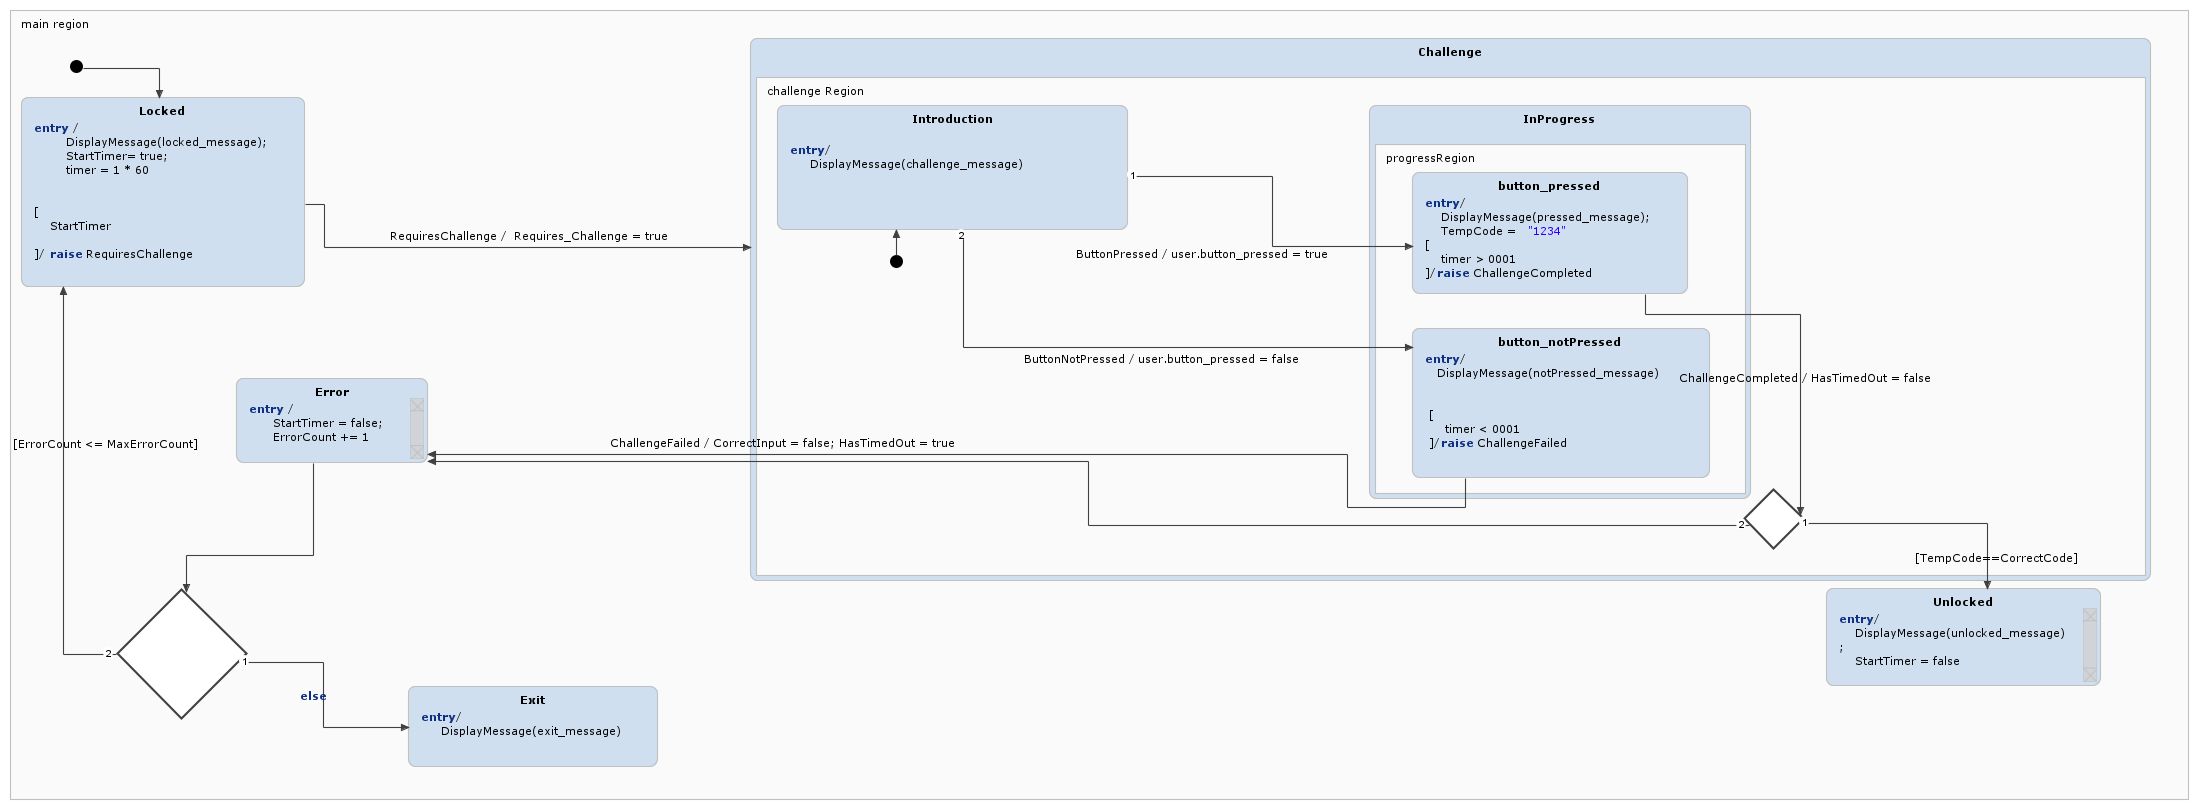 main region
Locked
entry /
DisplayMessage(locked_message);
StartTimer= true;
timer = 1 * 60
[
StartTimer
]/ raise RequiresChallenge
RequiresChallenge / Requires_Challenge = true
Challenge
challenge Region
Introduction
entry/
DisplayMessage(challenge_message)
1
2
ButtonPressed / user.button_pressed = true
ButtonNotPressed / user.button_pressed = false
InProgress
progressRegion
button_pressed
entry/
DisplayMessage(pressed_message);
TempCode = "1234"
[
timer > 0001
]/ raise ChallengeCompleted
button_notPressed
entry/
DisplayMessage(notPressed_message)
[
timer < 0001
]/ raise ChallengeFailed
ChallengeCompleted / HasTimedOut = false
ChallengeFailed / CorrectInput = false; HasTimedOut = true
2
1
[TempCode==CorrectCode]
Unlocked
entry/
DisplayMessage(unlocked_message)
;
StartTimer = false
Error
entry /
StartTimer = false;
ErrorCount += 1
[ErrorCount <= MaxErrorCount]
2
1
else
Exit
entry/
DisplayMessage(exit_message)